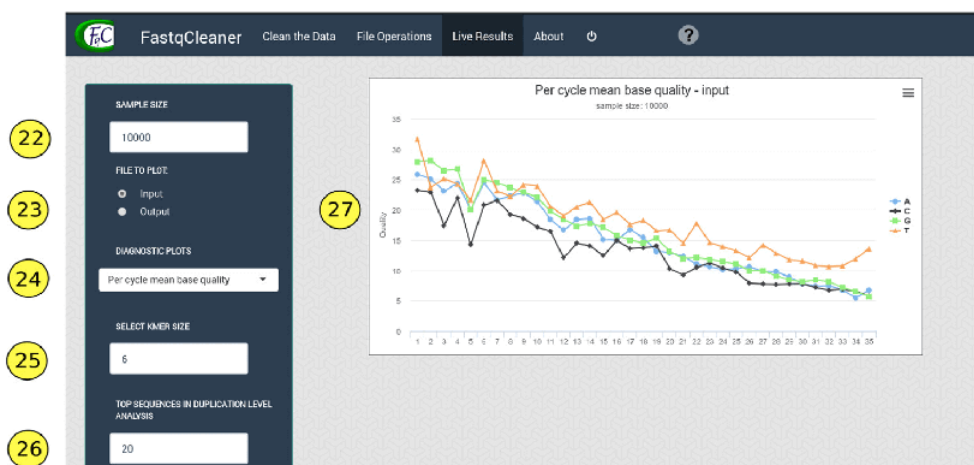 FqC FastqCleaner Clean the Data File Operations Live Results About ?
SAMPLE SIZE
22
10000
FILE TO PLOT:
23
Input
Output
DIAGNOSTIC PLOTS
24
Per cycle mean base quality
SELECT KMER SIZE
25
6
TOP SEQUENCES IN DUPLICATION LEVEL
ANALYSIS
26
20
27
Per cycle mean base quality - input
sample size: 10000
Quality
35
30
25
20
15
10
5
0
1 2 3 4 5 6 7 8 9 10 11 12 13 14 15 16 17 18 19 20 21 22 23 24 25 26 27 28 29 30 31 32 33 34 35
A
C
G
T